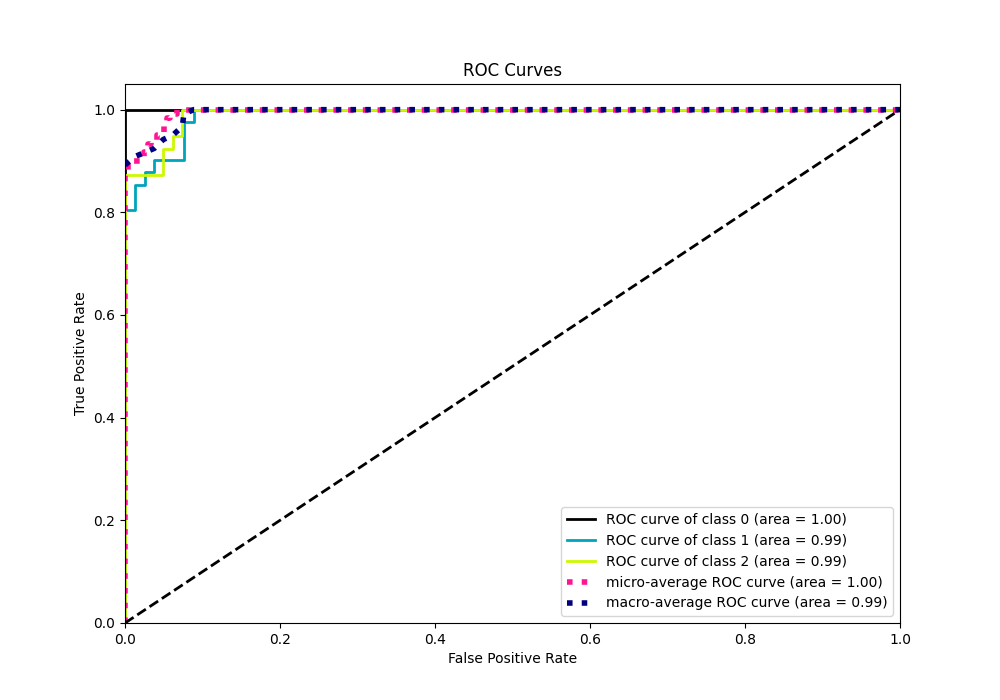 ROC Curves
True Positive Rate
1.0
0.8
0.6
0.4
0.2
0.0
ROC curve of class 0 (area = 1.00)
ROC curve of class 1 (area = 0.99)
ROC curve of class 2 (area = 0.99)
micro-average ROC curve (area = 1.00)
macro-average ROC curve (area = 0.99)
0.0 0.2 0.4 0.6 0.8 1.0
False Positive Rate